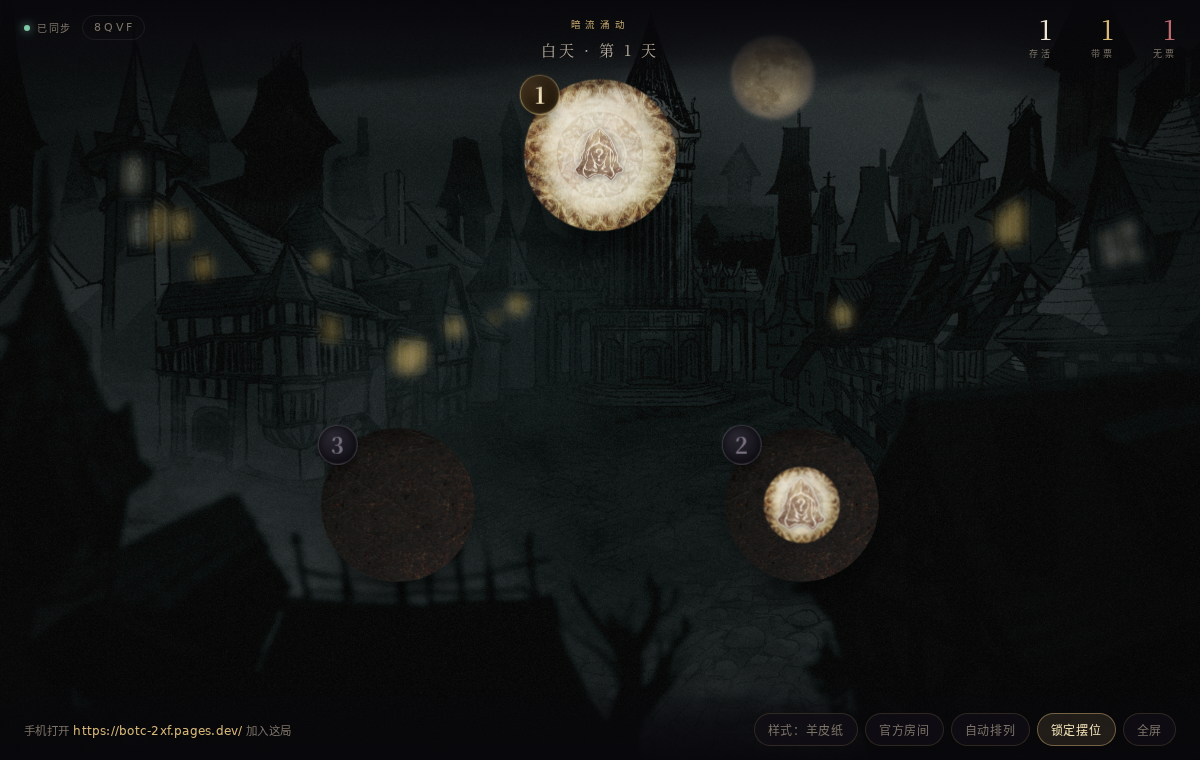 已同步 8QVF
暗流涌动
白天 · 第 1 天
1 1 1
存活 带票 无票
1
3
2
手机打开 https://botc-2xf.pages.dev/ 加入这局
样式: 羊皮纸 官方房间 自动排列 锁定摆位 全屏